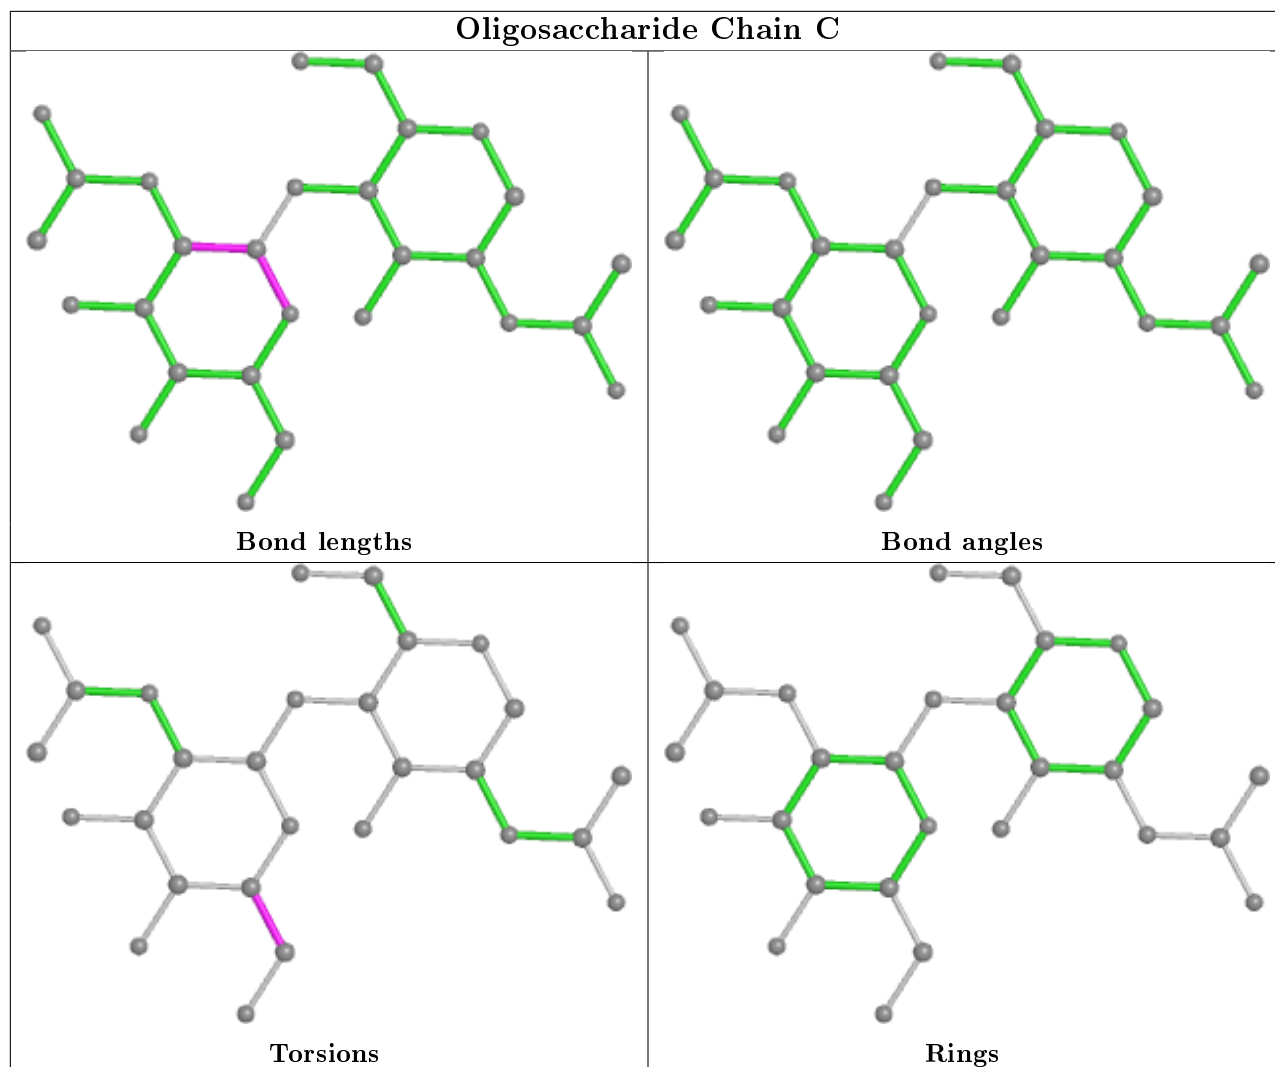 Oligosaccharide Chain C
Bond lengths
Bond angles
Torsions
Rings